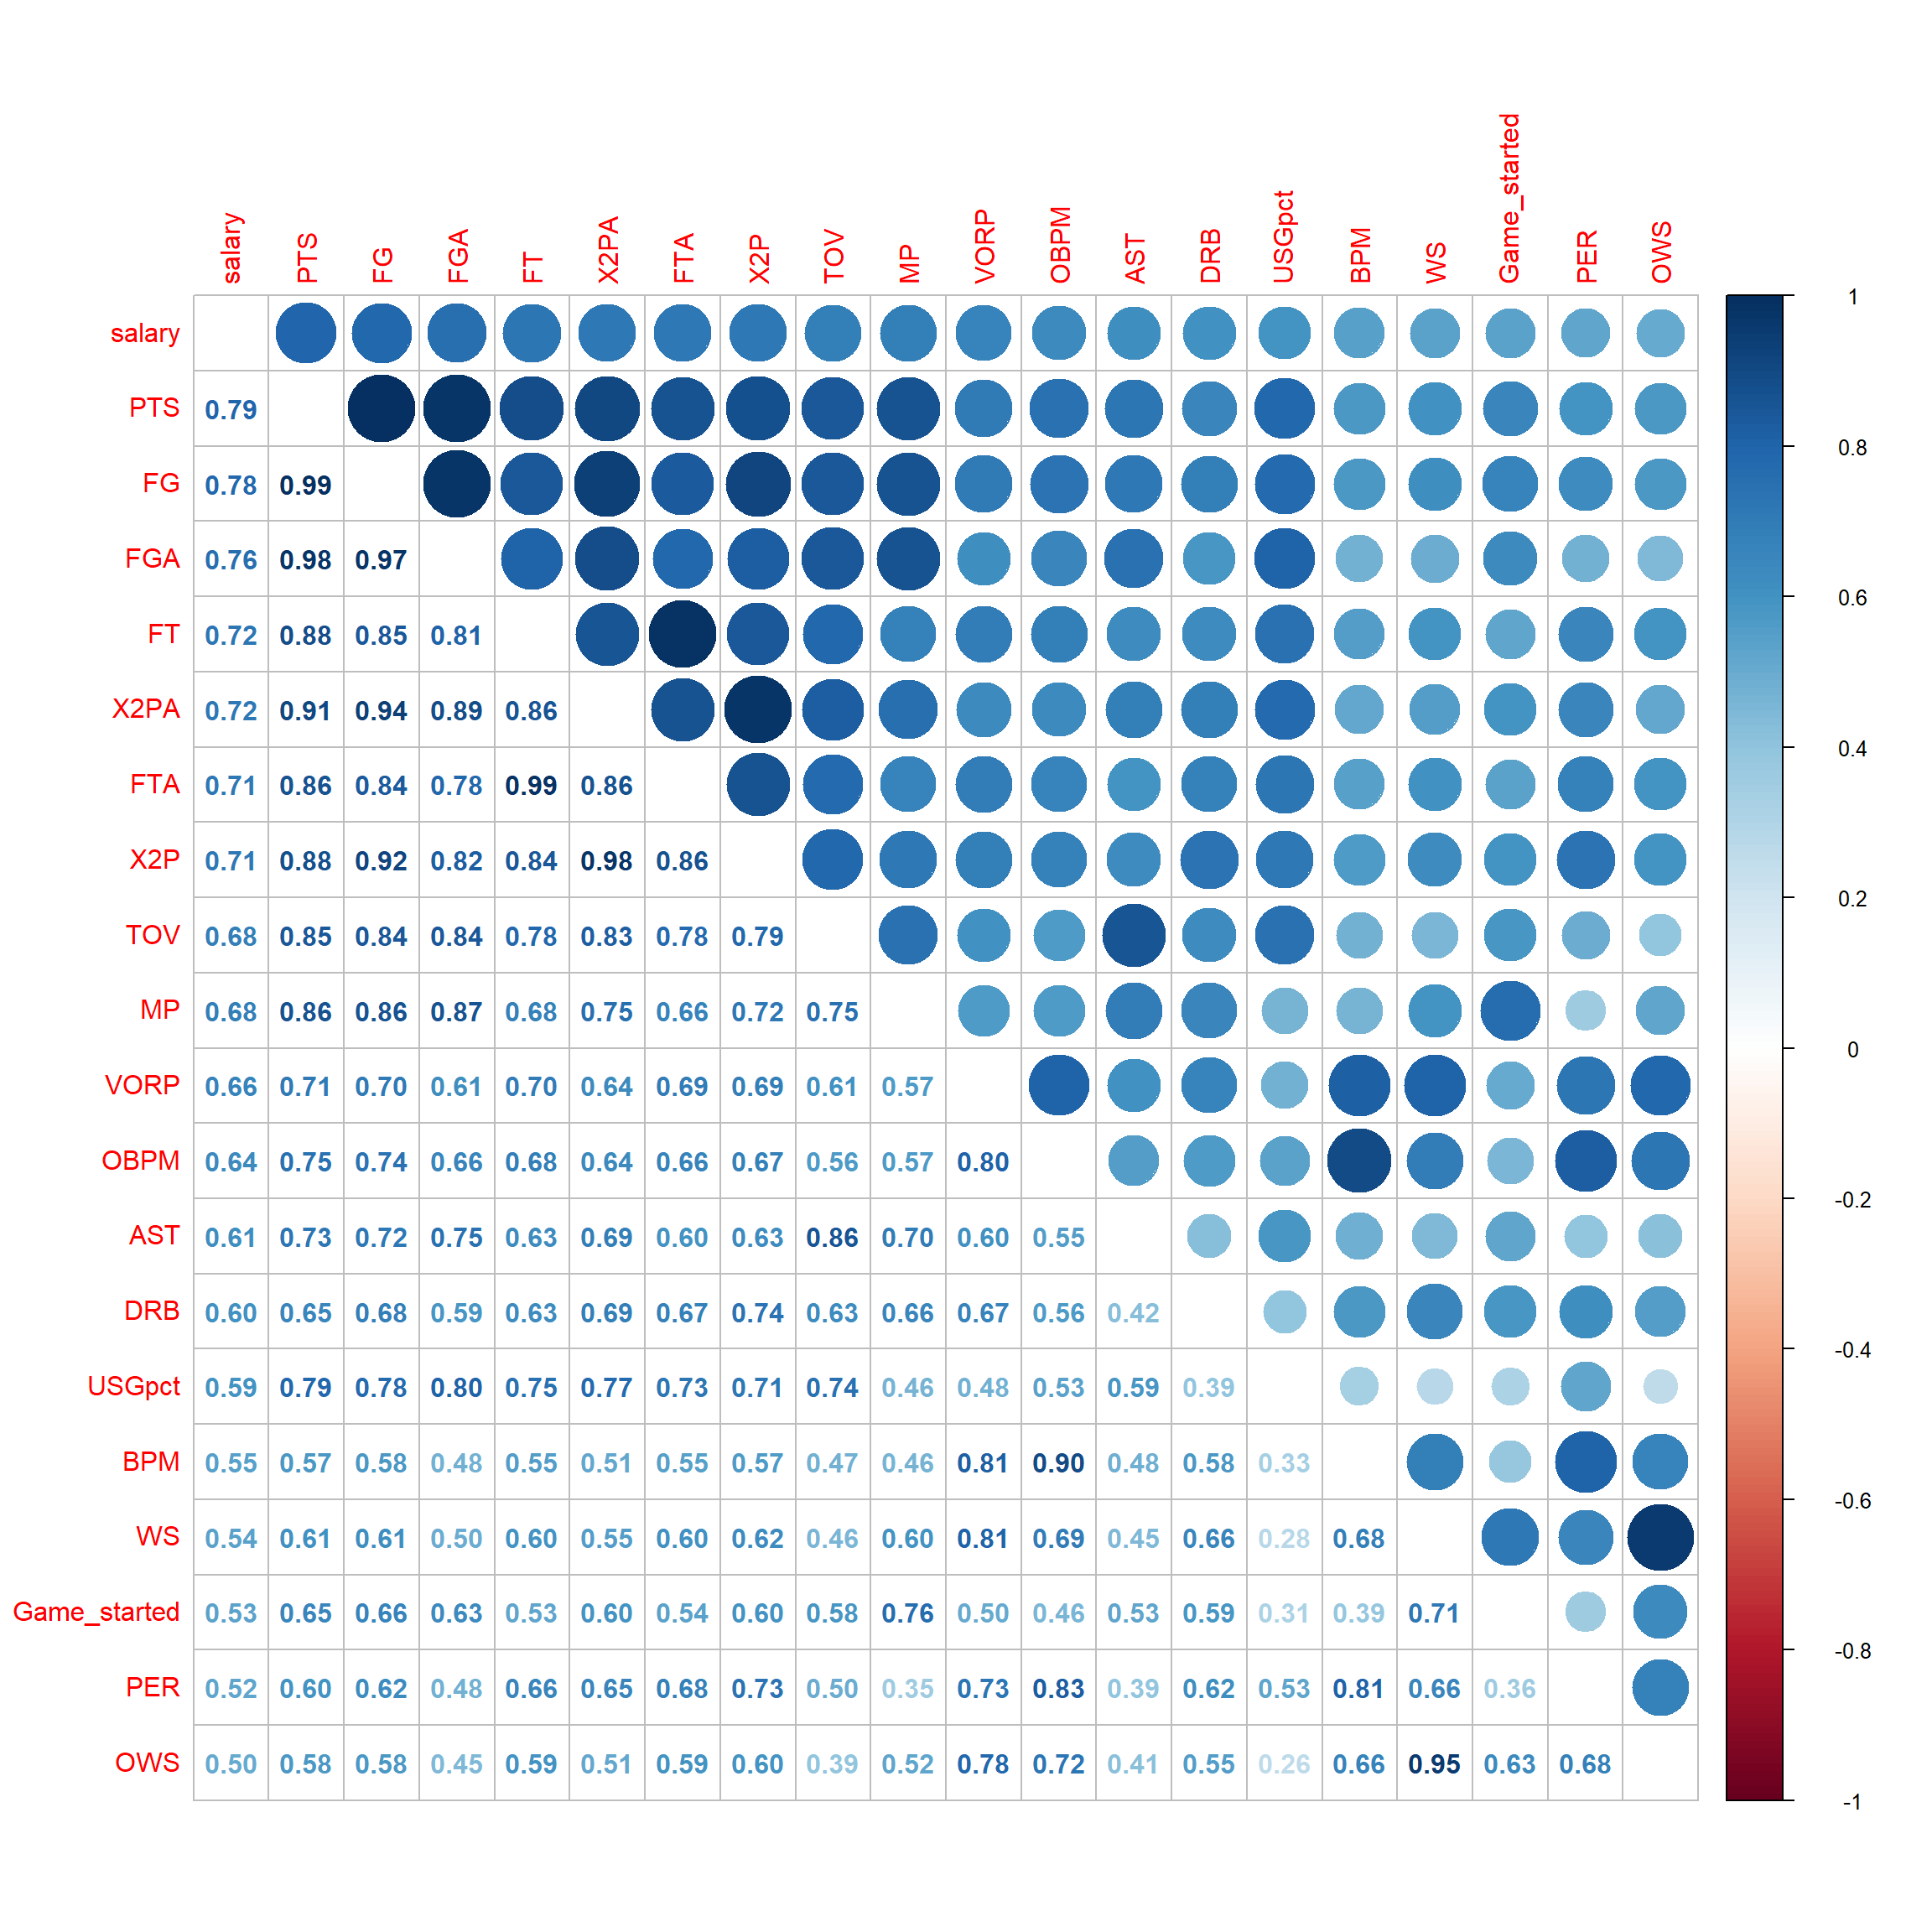 salary PTS FG FGA FT X2PA FTA X2P TOV MP VORP OBPM AST DRB USGpct BPM WS Game_started PER OWS
salary
PTS 0.79
FG 0.78 0.99
FGA 0.76 0.98 0.97
FT 0.72 0.88 0.85 0.81
X2PA 0.72 0.91 0.94 0.89 0.86
FTA 0.71 0.86 0.84 0.78 0.99 0.86
X2P 0.71 0.88 0.92 0.82 0.84 0.98 0.86
TOV 0.68 0.85 0.84 0.84 0.78 0.83 0.78 0.79
MP 0.68 0.86 0.86 0.87 0.68 0.75 0.66 0.72 0.75
VORP 0.66 0.71 0.70 0.61 0.70 0.64 0.69 0.69 0.61 0.57
OBPM 0.64 0.75 0.74 0.66 0.68 0.64 0.66 0.67 0.56 0.57 0.80
AST 0.61 0.73 0.72 0.75 0.63 0.69 0.60 0.63 0.86 0.70 0.60 0.55
DRB 0.60 0.65 0.68 0.59 0.63 0.69 0.67 0.74 0.63 0.66 0.67 0.56 0.42
USGpct 0.59 0.79 0.78 0.80 0.75 0.77 0.73 0.71 0.74 0.46 0.48 0.53 0.59 0.39
BPM 0.55 0.57 0.58 0.48 0.55 0.51 0.55 0.57 0.47 0.46 0.81 0.90 0.48 0.58 0.33
WS 0.54 0.61 0.61 0.50 0.60 0.55 0.60 0.62 0.46 0.60 0.81 0.69 0.45 0.66 0.28 0.68
Game_started 0.53 0.65 0.66 0.63 0.53 0.60 0.54 0.60 0.58 0.76 0.50 0.46 0.53 0.59 0.31 0.39 0.71
PER 0.52 0.60 0.62 0.48 0.66 0.65 0.68 0.73 0.50 0.35 0.73 0.83 0.39 0.62 0.53 0.81 0.66 0.36
OWS 0.50 0.58 0.58 0.45 0.59 0.51 0.59 0.60 0.39 0.52 0.78 0.72 0.41 0.55 0.26 0.66 0.95 0.63 0.68
1
0.8
0.6
0.4
0.2
0
-0.2
-0.4
-0.6
-0.8
-1